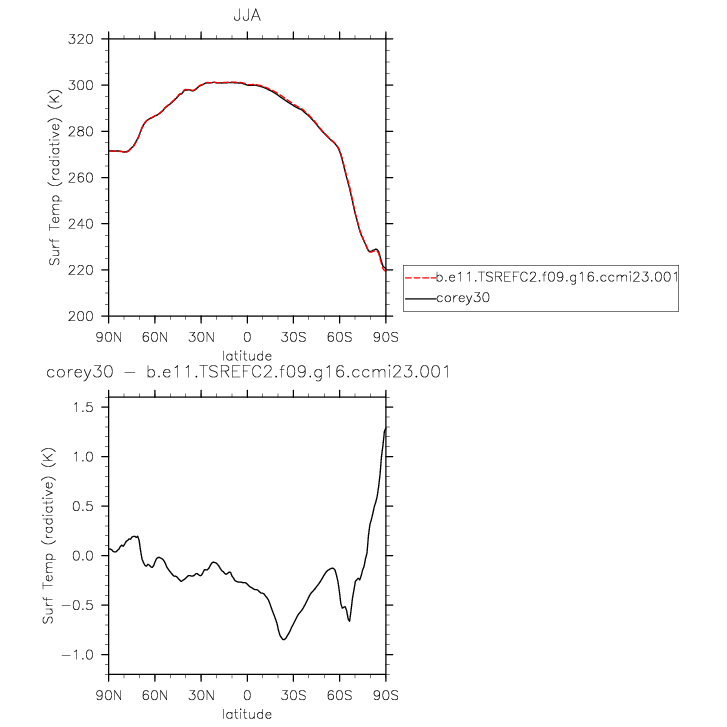 JJA
320
300
280
260
240
220
200
Surf Temp (radiative) (K)
90N 60N 30N 0 30S 60S 90S
latitude
b.e11.TSREFC2.f09.g16.ccmi23.001
corey30
corey30 − b.e11.TSREFC2.f09.g16.ccmi23.001
1.5
1.0
0.5
0.0
−0.5
−1.0
Surf Temp (radiative) (K)
90N 60N 30N 0 30S 60S 90S
latitude